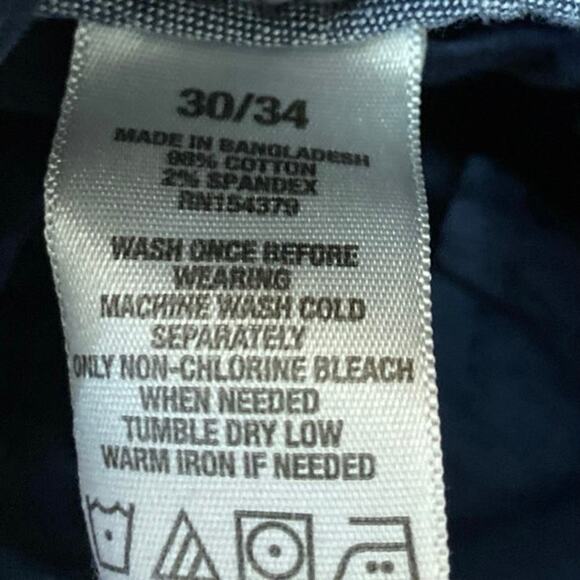 30/34
MADE IN BANGLADESH
98% COTTON
2% SPANDEX
RN154379
WASH ONCE BEFORE
WEARING
MACHINE WASH COLD
SEPARATELY
ONLY NON-CHLORINE BLEACH
WHEN NEEDED
TUMBLE DRY LOW
WARM IRON IF NEEDED